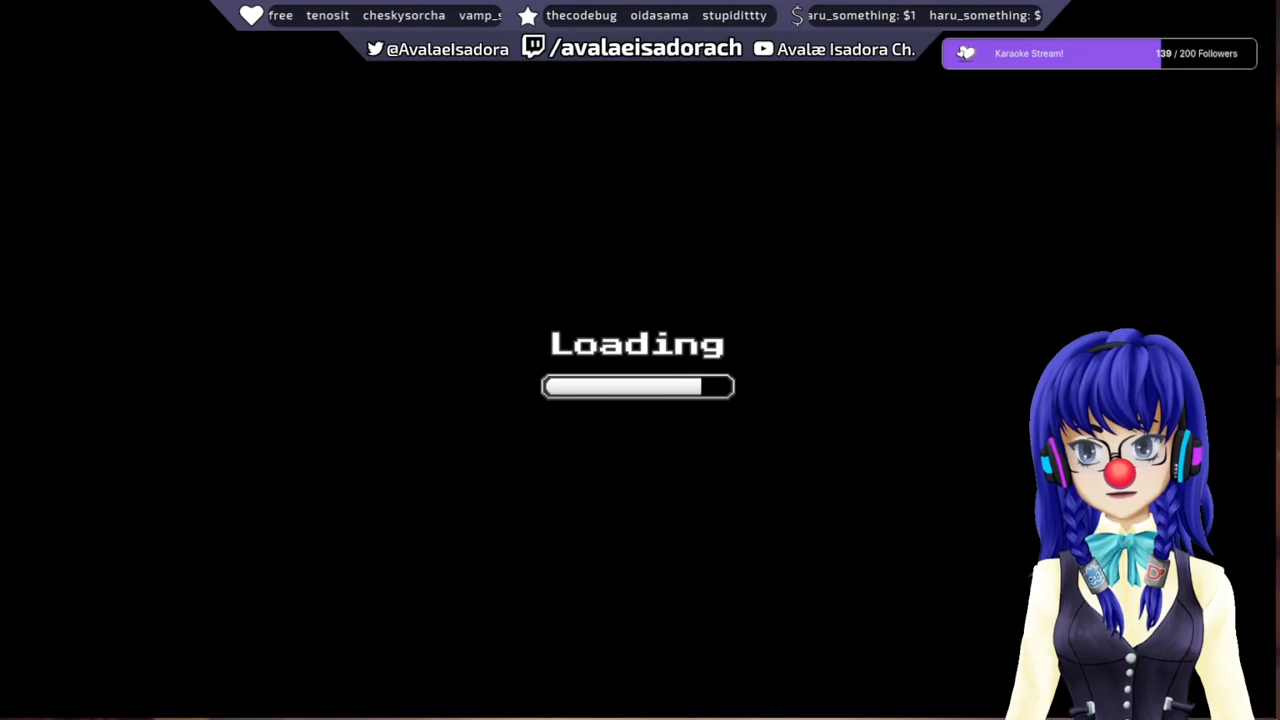 free tenosit cheskysorcha vamp_s thecodebug oidasama stupidittty aru_something: $1 haru_something: $
@AvalaeIsadora /avalaeisadorach Avalæ Isadora Ch.
Karaoke Stream! 139 / 200 Followers
Loading